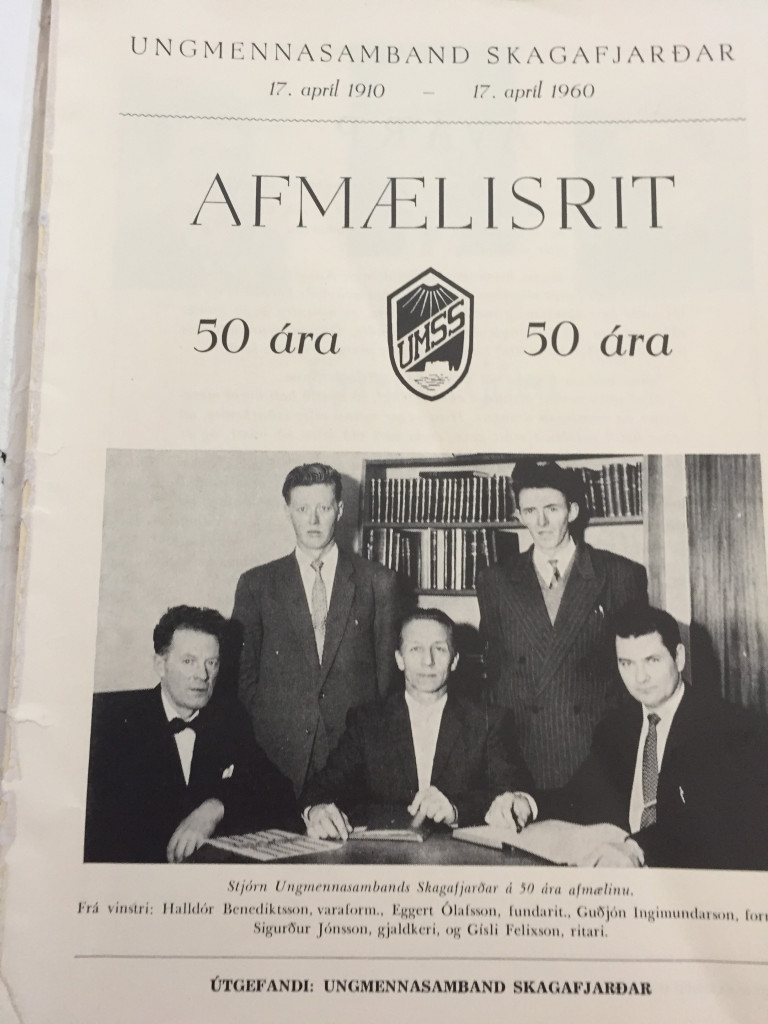 UNGMENNASAMBAND SKAGAFJARÐAR
17. apríl 1910 – 17. apríl 1960
AFMÆLISRIT
50 ára UMSS 50 ára
Stjórn Ungmennasambands Skagafjarðar á 50 ára afmælinu.
Frá vinstri: Halldór Benediktsson, varaform., Eggert Ólafsson, fundarit., Guðjón Ingimundarson,
Sigurður Jónsson, gjaldkeri, og Gísli Felixson, ritari.
ÚTGEFANDI: UNGMENNASAMBAND SKAGAFJARÐAR